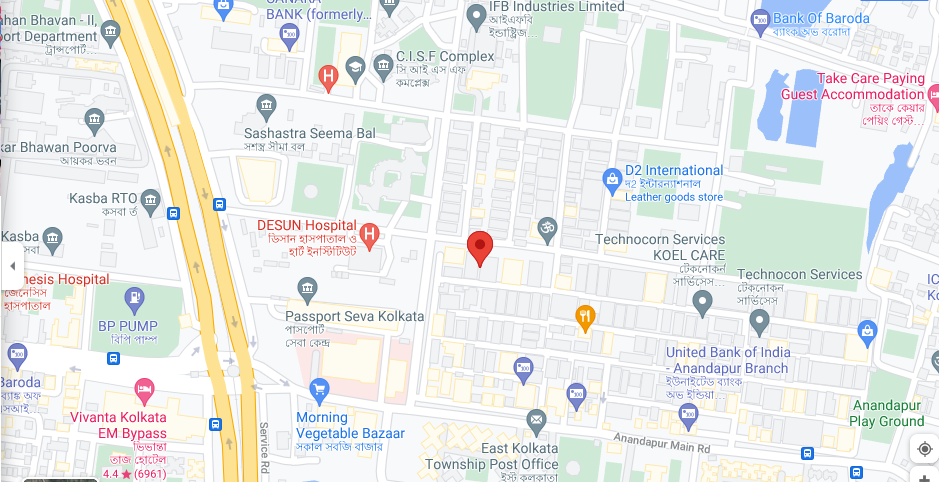 CANARA
BANK (formerly...
IFB Industries Limited
আইএফবি
ইন্ডাস্ট্রিজ...
Bank Of Baroda
ব্যাংক অফ বরোদা
han Bhavan - II,
port Department
ট্রান্সপোর্ট...
C.I.S.F Complex
সি আই এস এফ
কমপ্লেক্স
Take Care Paying
Guest Accommodation
তাকে কেয়ার
পেয়িং গেস্ট...
Sashastra Seema Bal
সশস্ত্র সীমা বল
kar Bhawan Poorva
আয়কর ভবন
D2 International
দ2 ইন্টারন্যাশনাল
Leather goods store
Kasba RTO
কসবা র্ত
DESUN Hospital
ডিসান হাসপাতাল ও
হার্ট ইনস্টিটিউট
Kasba
কসবা
Technocorn Services
KOEL CARE
টেকনোকর্ন
সার্ভিসেস...
Technocon Services
টেকনোকন
সার্ভিসেস
nesis Hospital
জেনেসিস
হাসপাতাল
Passport Seva Kolkata
পাসপোর্ট
সেবা কেন্দ্র
BP PUMP
বিপি পাম্প
United Bank of India
- Anandapur Branch
ইউনাইটেড ব্যাংক
অফ ইন্ডিয়া...
Baroda
ব্যাঙ্ক অফ
Vivanta Kolkata
EM Bypass
ভিভান্তা
তাজ হোটেল
4.4 ★ (6961)
Morning
Vegetable Bazaar
সকাল সবজি বাজার
Service Rd
Anandapur
Play Ground
Anandapur Main Rd
East Kolkata
Township Post Office
ইস্ট কলকাতা